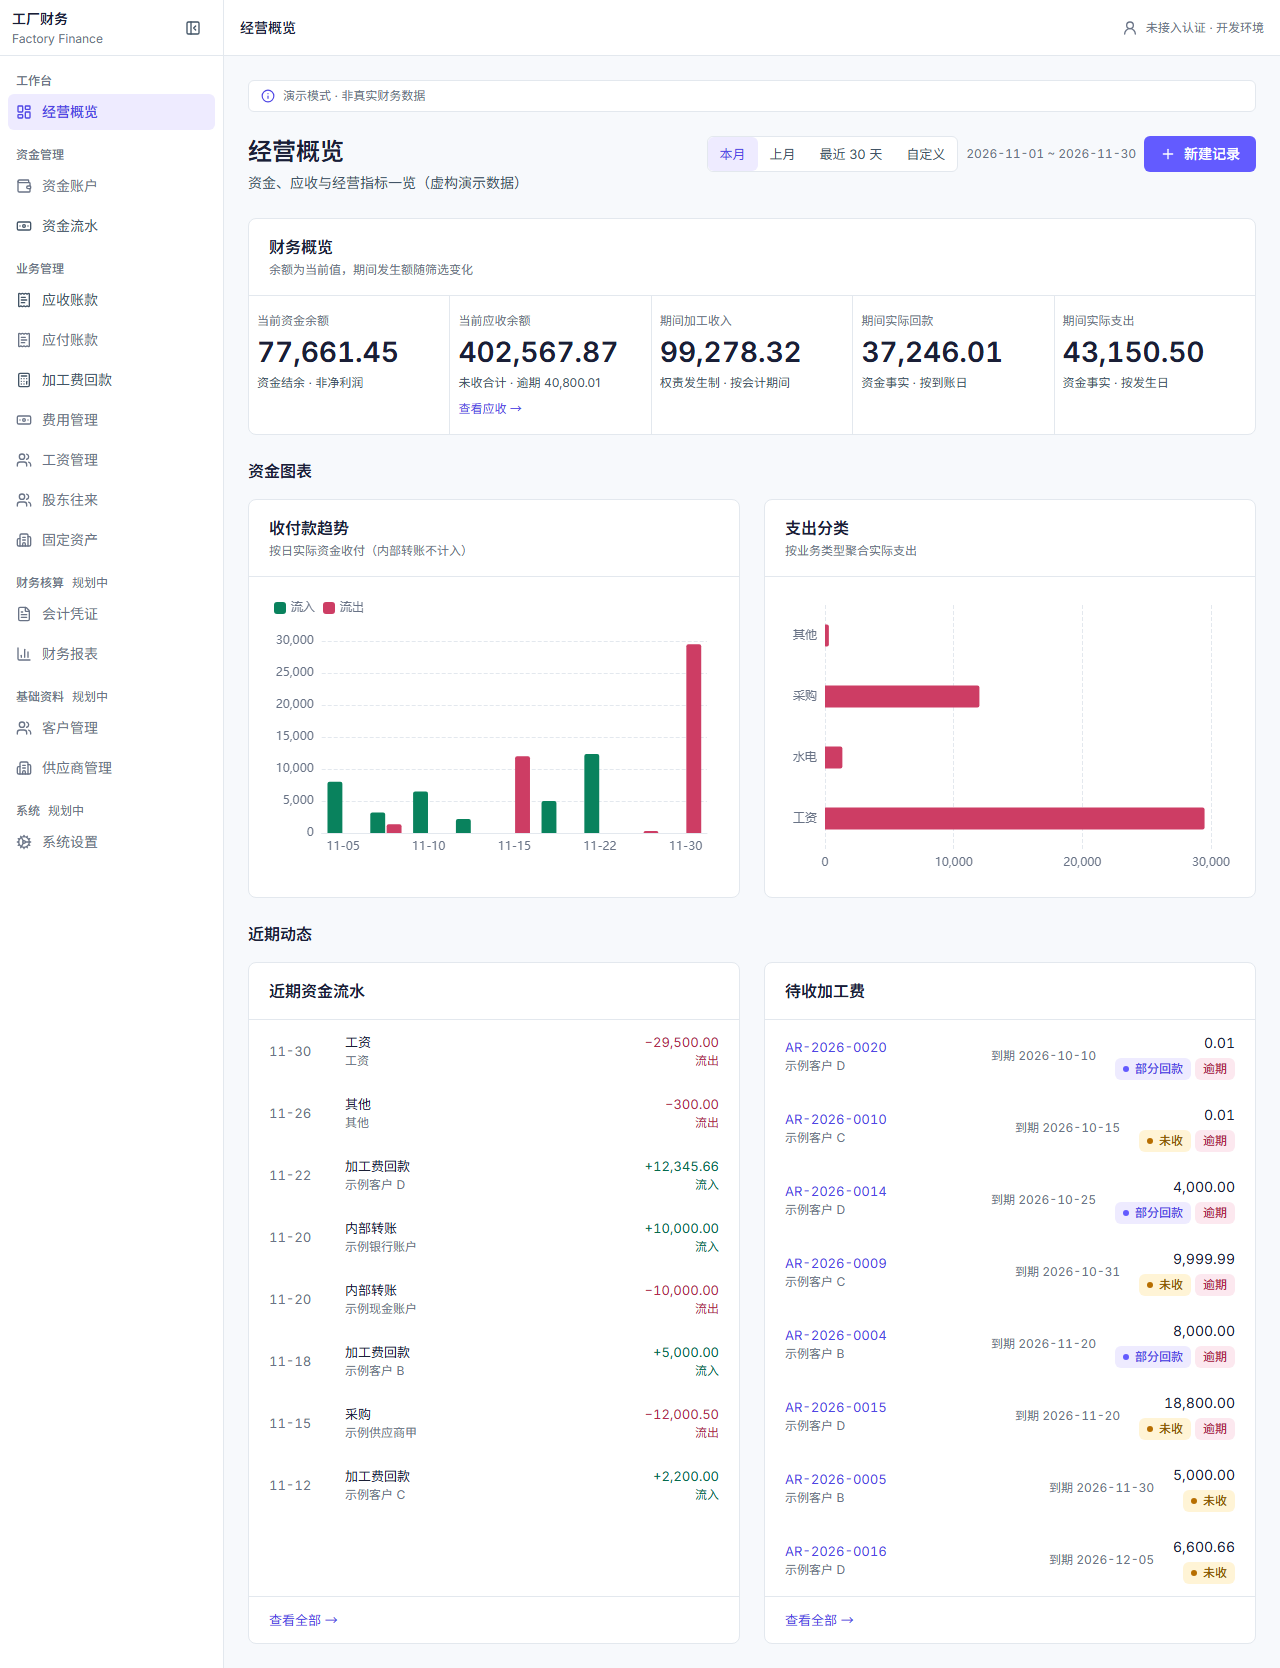 工厂财务
Factory Finance
工作台
经营概览
资金管理
资金账户
资金流水
业务管理
应收账款
应付账款
加工费回款
费用管理
工资管理
股东往来
固定资产
财务核算 规划中
会计凭证
财务报表
基础资料 规划中
客户管理
供应商管理
系统 规划中
系统设置
经营概览
未接入认证 · 开发环境
演示模式 · 非真实财务数据
经营概览
资金、应收与经营指标一览（虚构演示数据）
本月 上月 最近 30 天 自定义 2026-11-01 ~ 2026-11-30 新建记录
财务概览
余额为当前值，期间发生额随筛选变化
当前资金余额
77,661.45
资金结余 · 非净利润
当前应收余额
402,567.87
未收合计 · 逾期 40,800.01
查看应收 →
期间加工收入
99,278.32
权责发生制 · 按会计期间
期间实际回款
37,246.01
资金事实 · 按到账日
期间实际支出
43,150.50
资金事实 · 按发生日
资金图表
收付款趋势
按日实际资金收付（内部转账不计入）
流入 流出
30,000
25,000
20,000
15,000
10,000
5,000
0
11-05 11-10 11-15 11-22 11-30
支出分类
按业务类型聚合实际支出
其他
采购
水电
工资
0 10,000 20,000 30,000
近期动态
近期资金流水
11-30 工资 −29,500.00
工资 流出
11-26 其他 −300.00
其他 流出
11-22 加工费回款 +12,345.66
示例客户 D 流入
11-20 内部转账 +10,000.00
示例银行账户 流入
11-20 内部转账 −10,000.00
示例现金账户 流出
11-18 加工费回款 +5,000.00
示例客户 B 流入
11-15 采购 −12,000.50
示例供应商甲 流出
11-12 加工费回款 +2,200.00
示例客户 C 流入
查看全部 →
待收加工费
AR-2026-0020 到期 2026-10-10 0.01
示例客户 D 部分回款 逾期
AR-2026-0010 到期 2026-10-15 0.01
示例客户 C 未收 逾期
AR-2026-0014 到期 2026-10-25 4,000.00
示例客户 D 部分回款 逾期
AR-2026-0009 到期 2026-10-31 9,999.99
示例客户 C 未收 逾期
AR-2026-0004 到期 2026-11-20 8,000.00
示例客户 B 部分回款 逾期
AR-2026-0015 到期 2026-11-20 18,800.00
示例客户 D 未收 逾期
AR-2026-0005 到期 2026-11-30 5,000.00
示例客户 B 未收
AR-2026-0016 到期 2026-12-05 6,600.66
示例客户 D 未收
查看全部 →